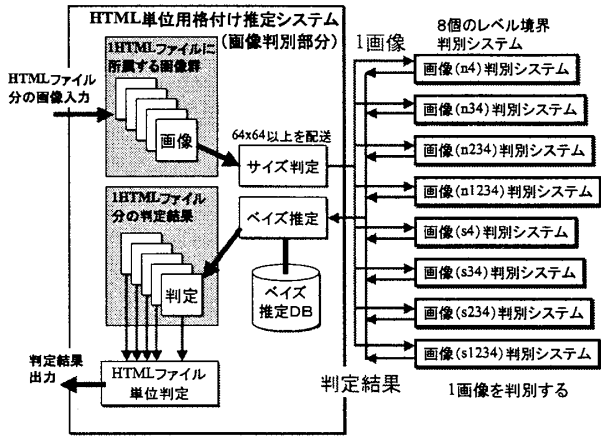 HTML単位用格付け推定システム
(画像判別部分)
8個のレベル境界
判別システム
1画像
1HTMLファイルに
所属する画像群
HTMLファイル
分の画像入力
画像
64x64以上を配送
サイズ判定
画像(n4)判別システム
画像(n34)判別システム
画像(n234)判別システム
画像(n1234)判別システム
画像(s4)判別システム
画像(s34)判別システム
画像(s234)判別システム
画像(s1234)判別システム
1HTMLファイル
分の判定結果
ベイズ推定
判定
ベイズ
推定DB
判定結果
出力
HTMLファイル
単位判定
判定結果
1画像を判別する